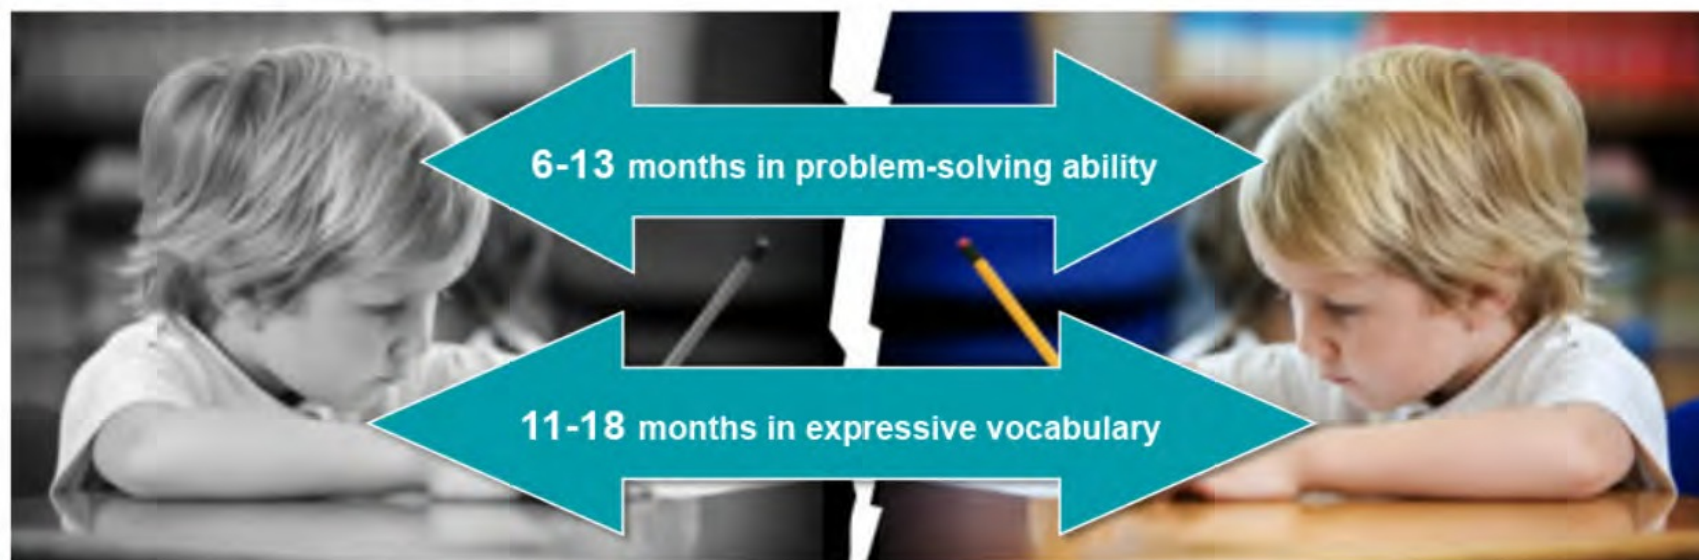 6-13 months in problem-solving ability
11-18 months in expressive vocabulary